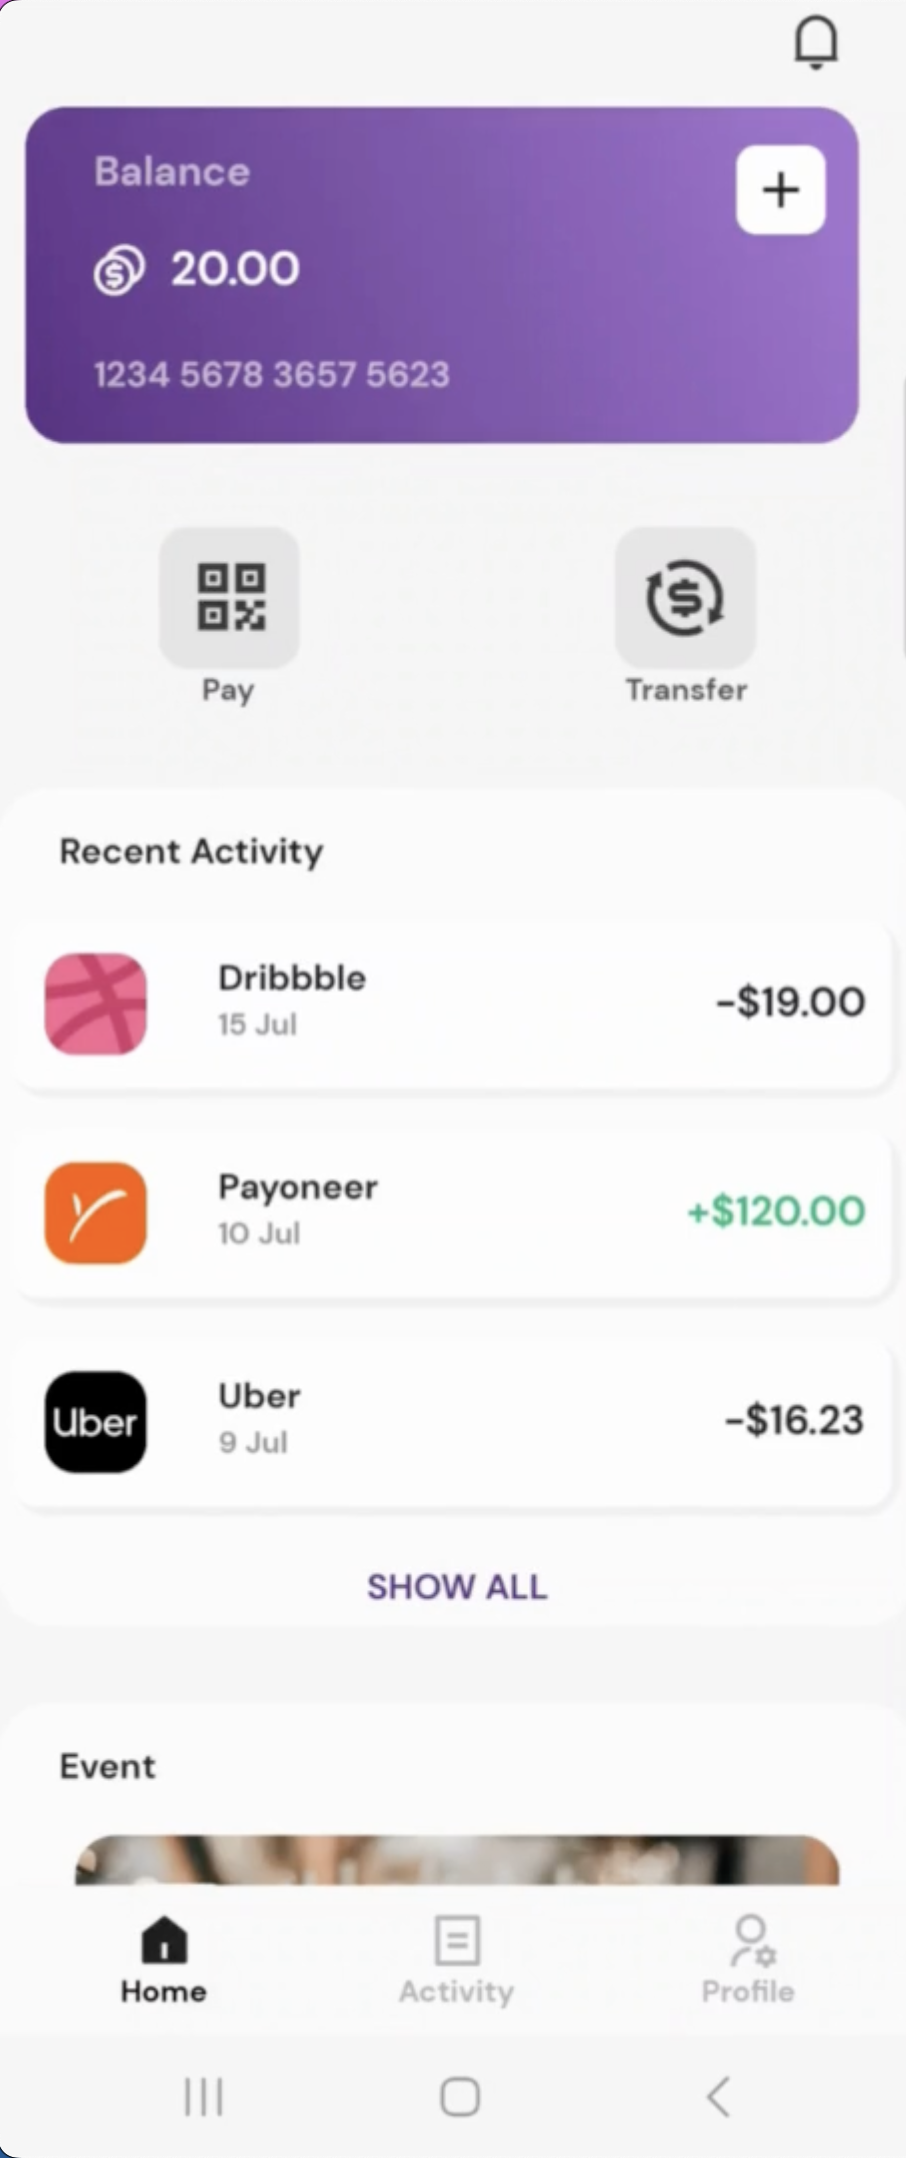 Balance
20.00
1234 5678 3657 5623
Pay
Transfer
Recent Activity
Dribbble
15 Jul
-$19.00
Payoneer
10 Jul
+$120.00
Uber
Uber
9 Jul
-$16.23
SHOW ALL
Event
Home
Activity
Profile